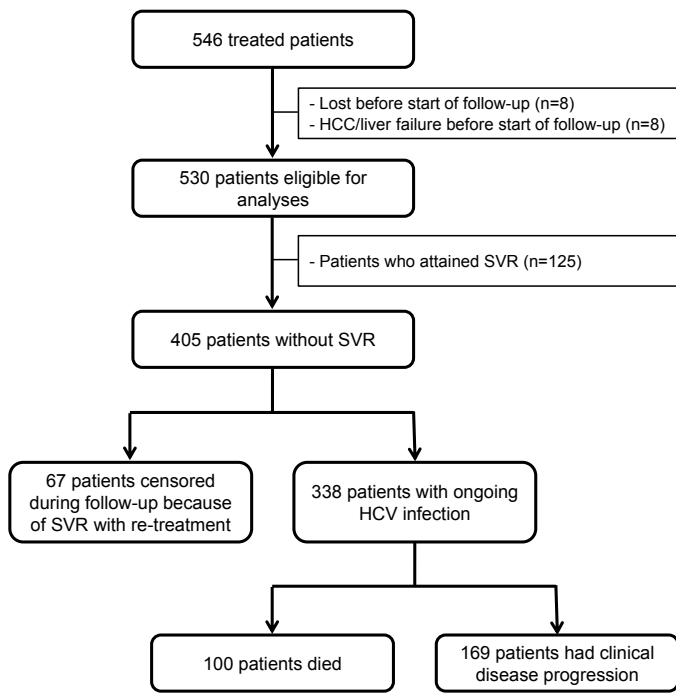 546 treated patients
- Lost before start of follow-up (n=8)
- HCC/liver failure before start of follow-up (n=8)
530 patients eligible for
analyses
- Patients who attained SVR (n=125)
405 patients without SVR
67 patients censored
during follow-up because
of SVR with re-treatment
338 patients with ongoing
HCV infection
100 patients died
169 patients had clinical
disease progression